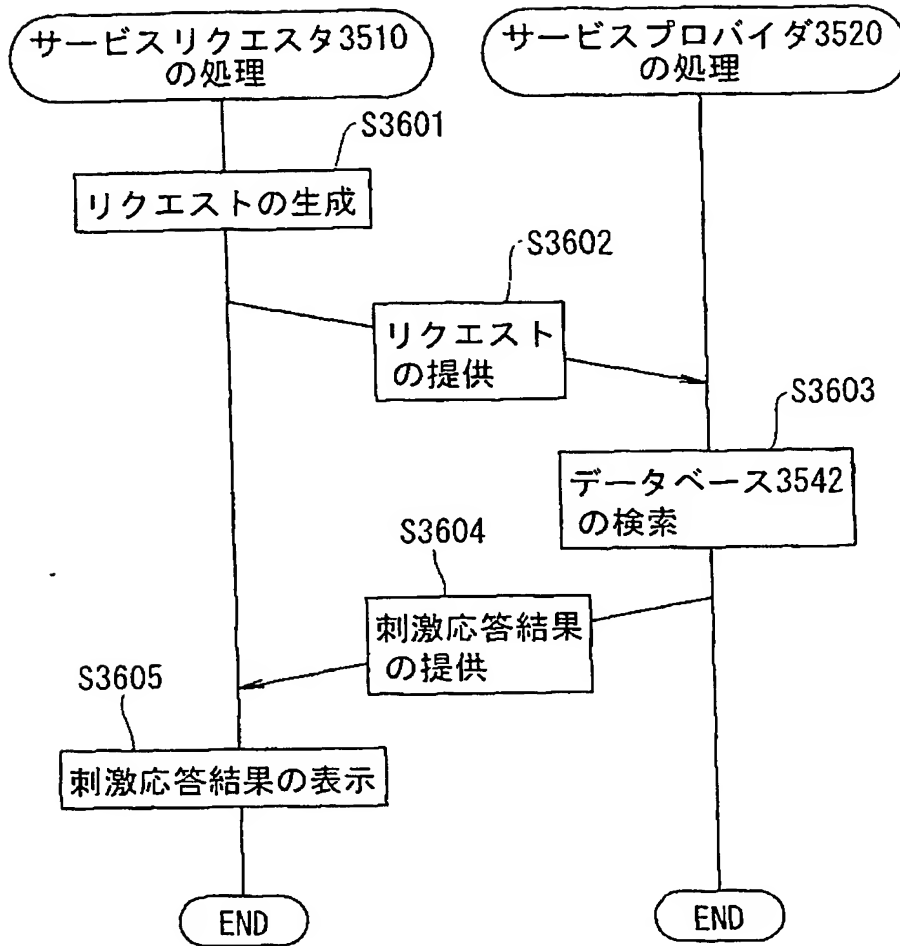 サービスリクエスタ3510
の処理
サービスプロバイダ3520
の処理
S3601
リクエストの生成
S3602
リクエスト
の提供
S3603
データベース3542
の検索
S3604
刺激応答結果
の提供
S3605
刺激応答結果の表示
END
END